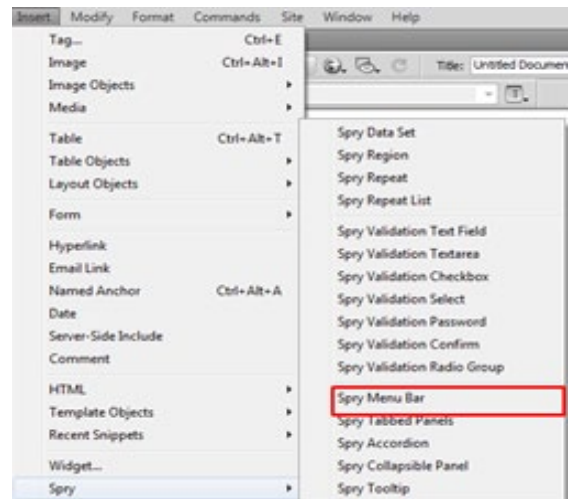 Insert Modify Format Commands Site Window Help
Tag... Ctrl+E
Image Ctrl+Alt+I
Image Objects
Media
Table Ctrl+Alt+T
Table Objects
Layout Objects
Form
Hyperlink
Email Link
Named Anchor Ctrl+Alt+A
Date
Server-Side Include
Comment
HTML
Template Objects
Recent Snippets
Widget...
Spry
Title: Untitled Documen
Spry Data Set
Spry Region
Spry Repeat
Spry Repeat List
Spry Validation Text Field
Spry Validation Textarea
Spry Validation Checkbox
Spry Validation Select
Spry Validation Password
Spry Validation Confirm
Spry Validation Radio Group
Spry Menu Bar
Spry Tabbed Panels
Spry Accordion
Spry Collapsible Panel
Spry Tooltip